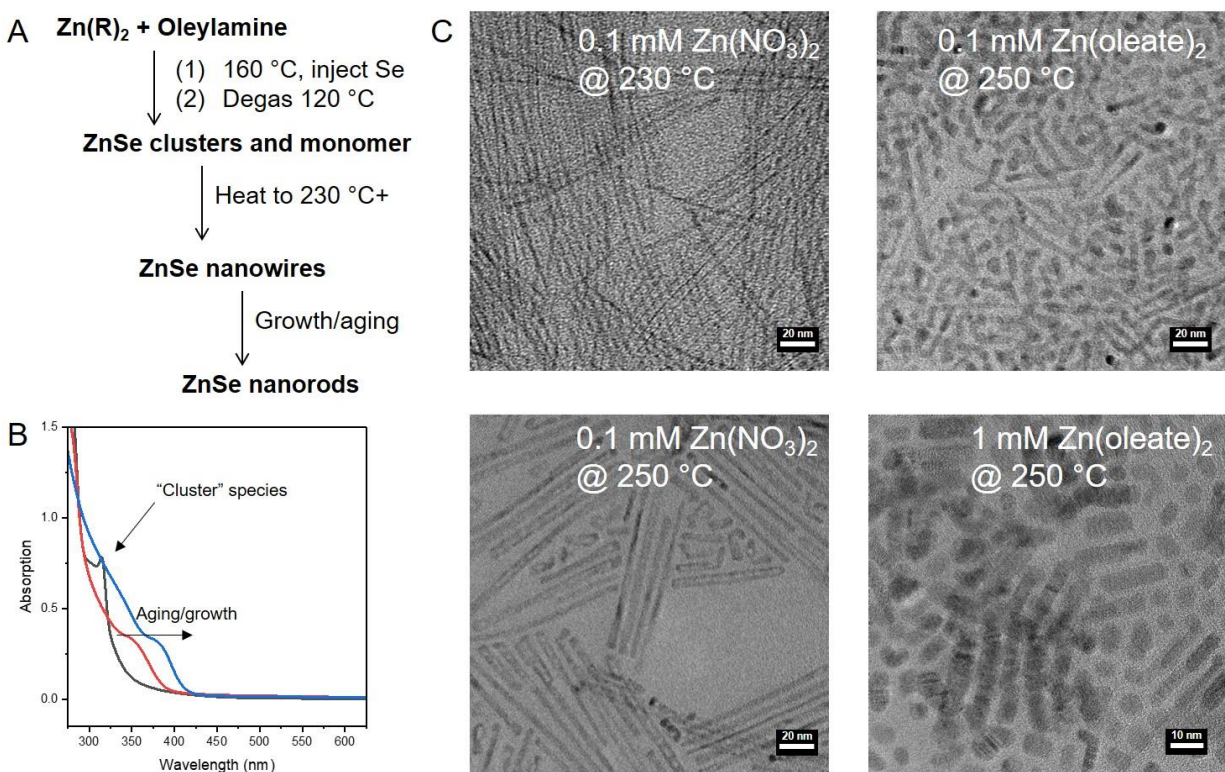 A
Zn(R)₂ + Oleylamine
(1) 160 °C, inject Se
(2) Degas 120 °C
ZnSe clusters and monomer
Heat to 230 °C+
ZnSe nanowires
Growth/aging
ZnSe nanorods
B
1.5
1.0
0.5
0.0
Absorption
"Cluster" species
Aging/growth
300
350
400
450
500
550
600
Wavelength (nm)
C
0.1 mM Zn(NO₃)₂
@ 230 °C
20 nm
0.1 mM Zn(oleate)₂
@ 250 °C
20 nm
0.1 mM Zn(NO₃)₂
@ 250 °C
20 nm
1 mM Zn(oleate)₂
@ 250 °C
10 nm